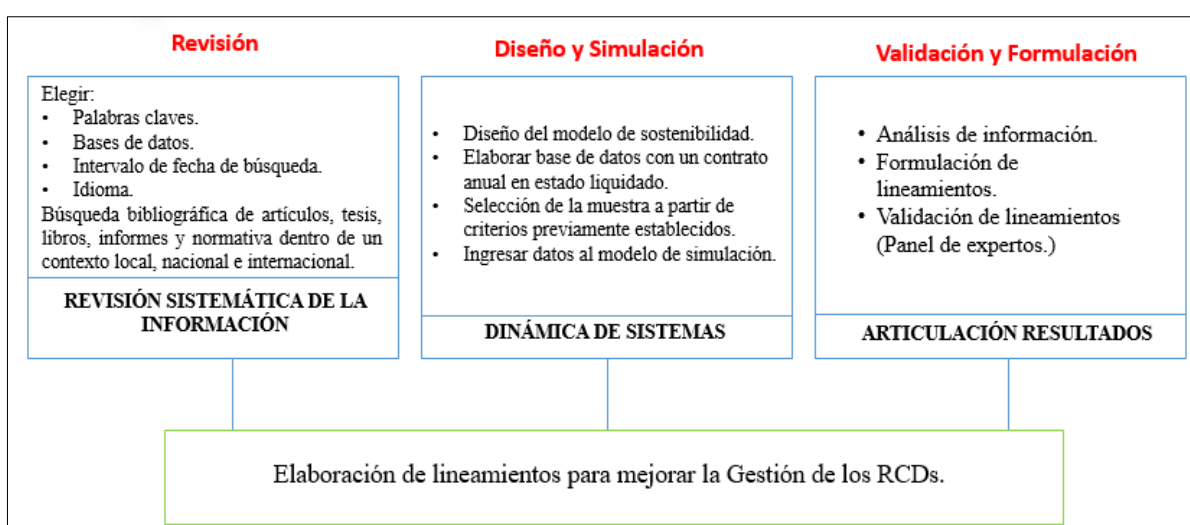 Revisión
Elegir:
• Palabras claves.
• Bases de datos.
• Intervalo de fecha de búsqueda.
• Idioma.
Búsqueda bibliográfica de artículos, tesis,
libros, informes y normativa dentro de un
contexto local, nacional e internacional.
REVISIÓN SISTEMÁTICA DE LA
INFORMACIÓN
Diseño y Simulación
• Diseño del modelo de sostenibilidad.
• Elaborar base de datos con un contrato
anual en estado liquidado.
• Selección de la muestra a partir de
criterios previamente establecidos.
• Ingresar datos al modelo de simulación.
DINÁMICA DE SISTEMAS
Validación y Formulación
• Análisis de información.
• Formulación de
lineamientos.
• Validación de lineamientos
(Panel de expertos.)
ARTICULACIÓN RESULTADOS
Elaboración de lineamientos para mejorar la Gestión de los RCDs.